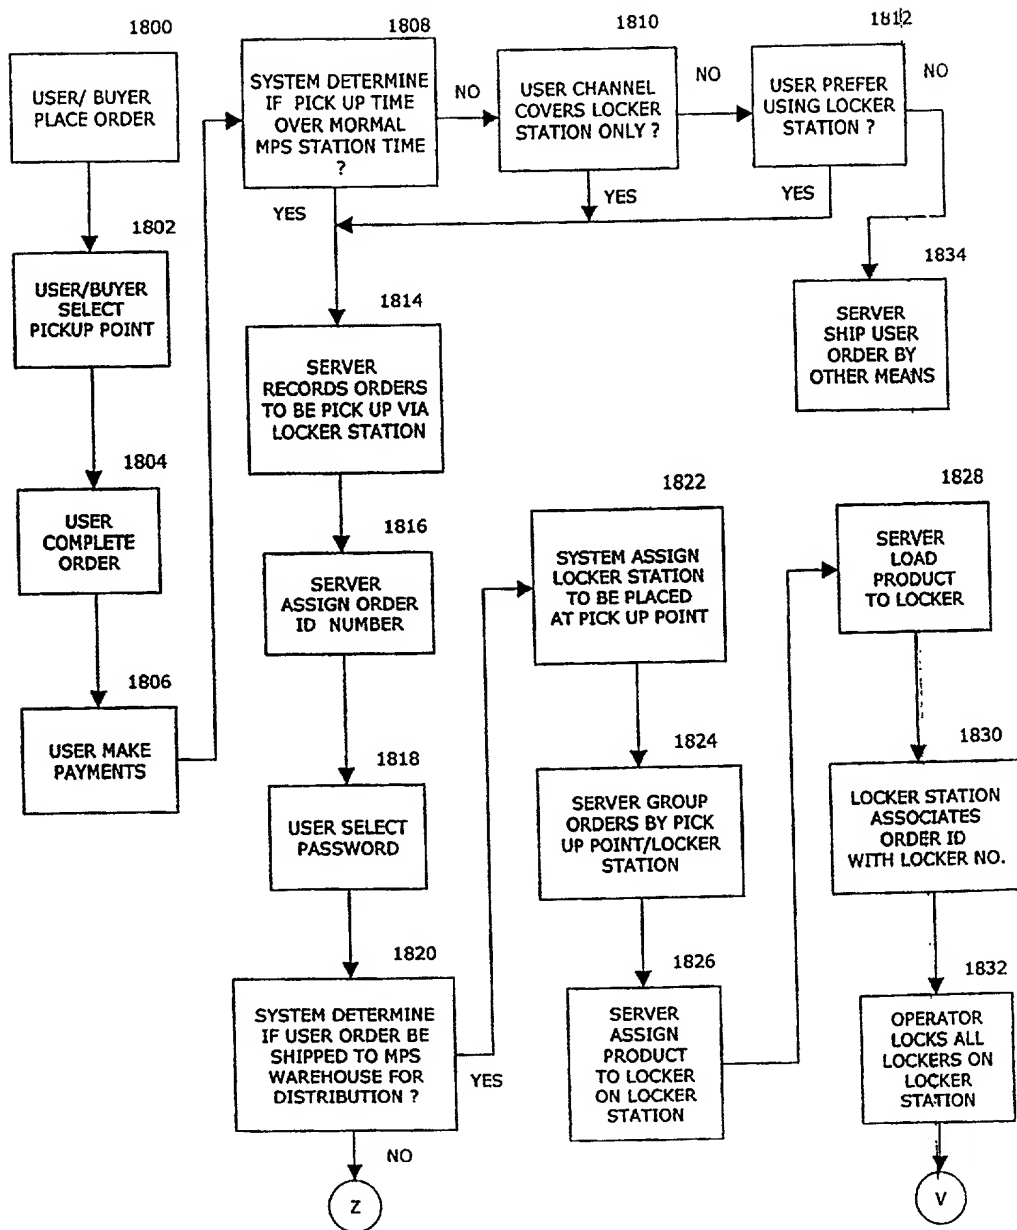 1800
USER/ BUYER
PLACE ORDER
1802
USER/BUYER
SELECT
PICKUP POINT
1804
USER
COMPLETE
ORDER
1806
USER MAKE
PAYMENTS
1808
SYSTEM DETERMINE
IF PICK UP TIME
OVER MORMAL
MPS STATION TIME
?
NO
YES
1810
USER CHANNEL
COVERS LOCKER
STATION ONLY ?
NO
YES
1812
USER PREFER
USING LOCKER
STATION ?
NO
YES
1834
SERVER
SHIP USER
ORDER BY
OTHER MEANS
1814
SERVER
RECORDS ORDERS
TO BE PICK UP VIA
LOCKER STATION
1816
SERVER
ASSIGN ORDER
ID NUMBER
1818
USER SELECT
PASSWORD
1820
SYSTEM DETERMINE
IF USER ORDER BE
SHIPPED TO MPS
WAREHOUSE FOR
DISTRIBUTION ?
YES
NO
Z
1822
SYSTEM ASSIGN
LOCKER STATION
TO BE PLACED
AT PICK UP POINT
1824
SERVER GROUP
ORDERS BY PICK
UP POINT/LOCKER
STATION
1826
SERVER
ASSIGN
PRODUCT
TO LOCKER
ON LOCKER
STATION
1828
SERVER
LOAD
PRODUCT
TO LOCKER
1830
LOCKER STATION
ASSOCIATES
ORDER ID
WITH LOCKER NO.
1832
OPERATOR
LOCKS ALL
LOCKERS ON
LOCKER
STATION
V